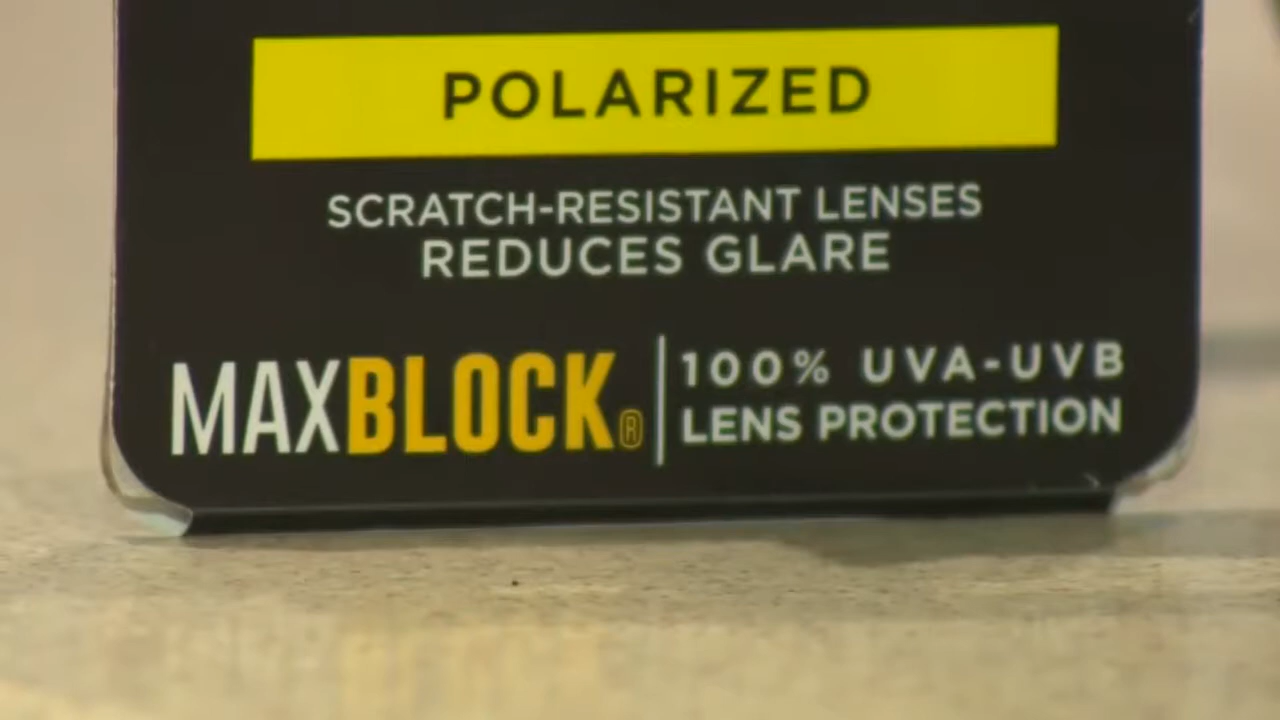 POLARIZED
SCRATCH-RESISTANT LENSES
REDUCES GLARE
MAXBLOCK®
100% UVA-UVB
LENS PROTECTION